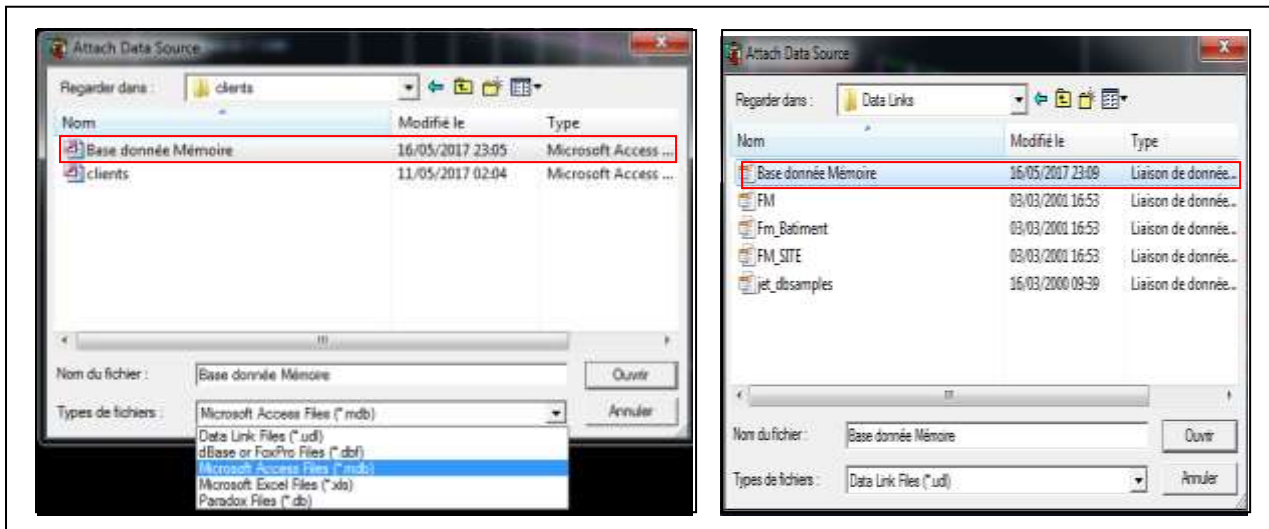 Attach Data Source
Regarder dans : clients
Nom Modifié le Type
Base donnée Mémoire 16/05/2017 23:05 Microsoft Access ...
clients 11/05/2017 02:04 Microsoft Access ...
Nom du fichier : Base donnée Mémoire Ouvrir
Types de fichiers : Microsoft Access Files (*.mdb) Annuler
Data Link Files (*.udl)
dBase or FoxPro Files (*.dbf)
Microsoft Access Files (*.mdb)
Microsoft Excel Files (*.xls)
Paradox Files (*.db)
Attach Data Source
Regarder dans : Data Links
Nom Modifié le Type
Base donnée Mémoire 16/05/2017 23:09 Liaison de donnée...
FM 03/03/2001 16:53 Liaison de donnée...
Fm_Batiment 03/03/2001 16:53 Liaison de donnée...
FM_SITE 03/03/2001 16:53 Liaison de donnée...
jet_dbsamples 16/03/2000 09:39 Liaison de donnée...
Nom du fichier : Base donnée Mémoire Ouvrir
Types de fichiers : Data Link Files (*.udl) Annuler